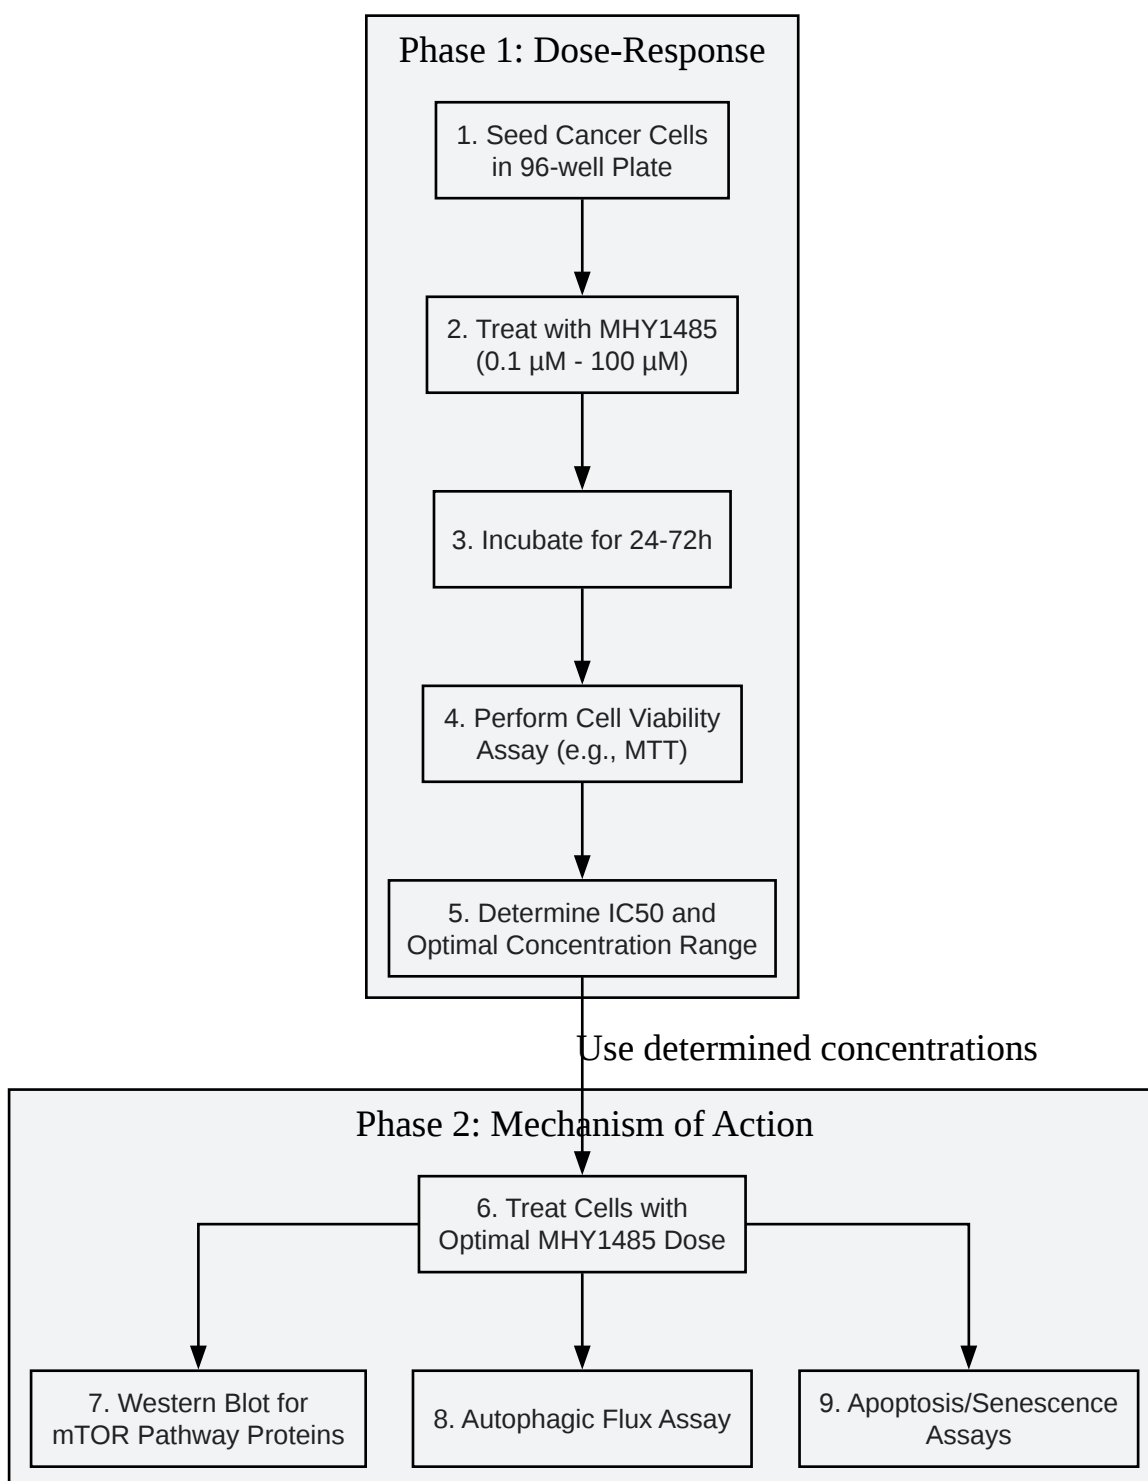 Phase 1: Dose-Response
1. Seed Cancer Cells
in 96-well Plate
2. Treat with MHY1485
(0.1 µM - 100 µM)
3. Incubate for 24-72h
4. Perform Cell Viability
Assay (e.g., MTT)
5. Determine IC50 and
Optimal Concentration Range
Use determined concentrations
Phase 2: Mechanism of Action
6. Treat Cells with
Optimal MHY1485 Dose
7. Western Blot for
mTOR Pathway Proteins
8. Autophagic Flux Assay
9. Apoptosis/Senescence
Assays